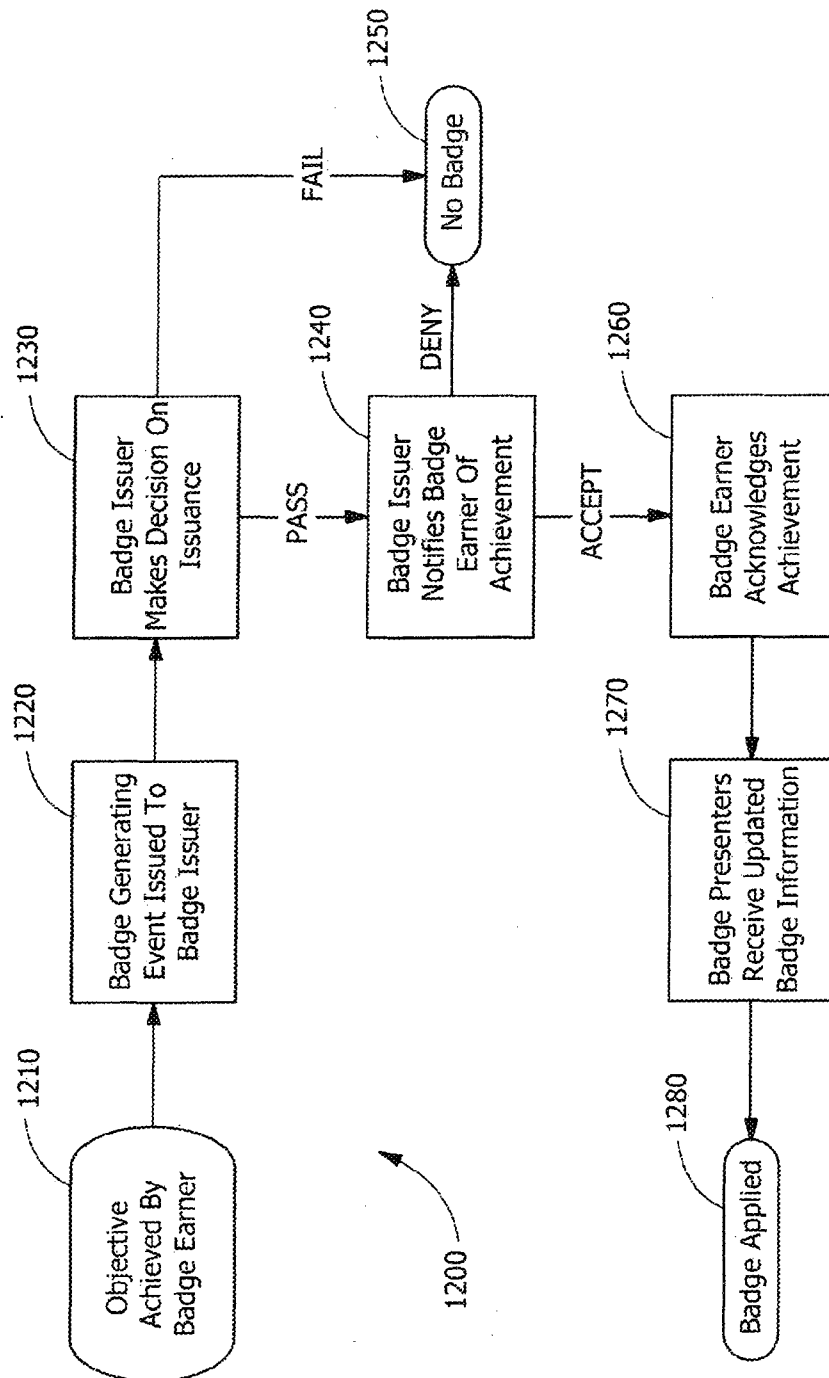 1210
Objective
Achieved By
Badge Earner
1220
Badge Generating
Event Issued To
Badge Issuer
1230
Badge Issuer
Makes Decision On
Issuance
FAIL
PASS
1240
Badge Issuer
Notifies Badge
Earner Of
Achievement
DENY
1250
No Badge
ACCEPT
1260
Badge Earner
Acknowledges
Achievement
1270
Badge Presenters
Receive Updated
Badge Information
1280
Badge Applied
1200